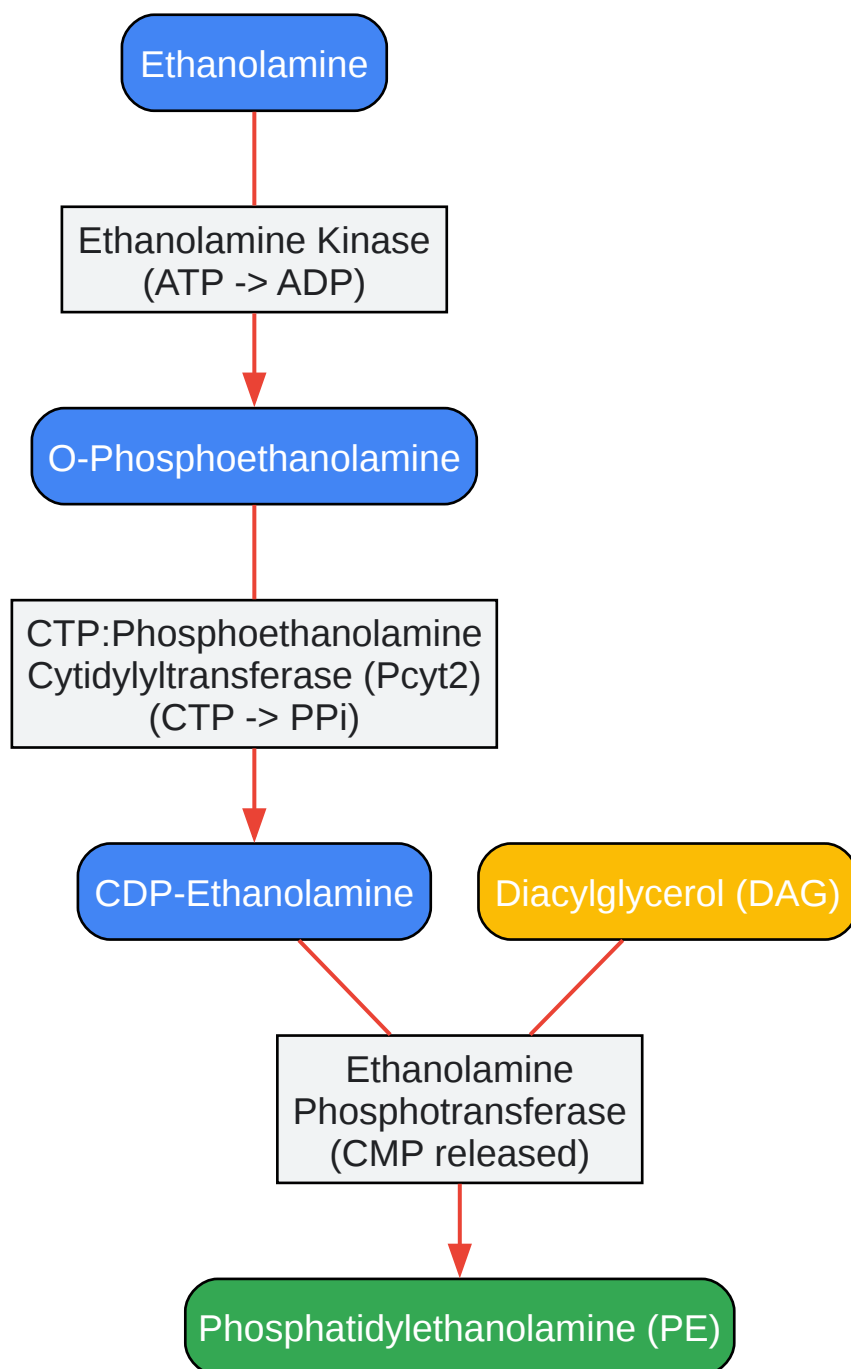 Ethanolamine
Ethanolamine Kinase
(ATP -> ADP)
O-Phosphoethanolamine
CTP:Phosphoethanolamine
Cytidylyltransferase (Pcyt2)
(CTP -> PPi)
CDP-Ethanolamine
Diacylglycerol (DAG)
Ethanolamine
Phosphotransferase
(CMP released)
Phosphatidylethanolamine (PE)